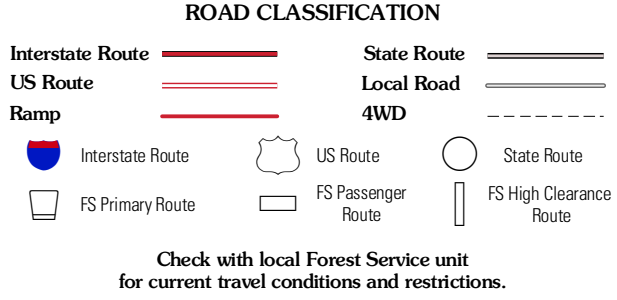 ROAD CLASSIFICATION
Interstate Route
State Route
US Route
Local Road
Ramp
4WD
Interstate Route
US Route
State Route
FS Primary Route
FS Passenger
Route
FS High Clearance
Route
Check with local Forest Service unit
for current travel conditions and restrictions.